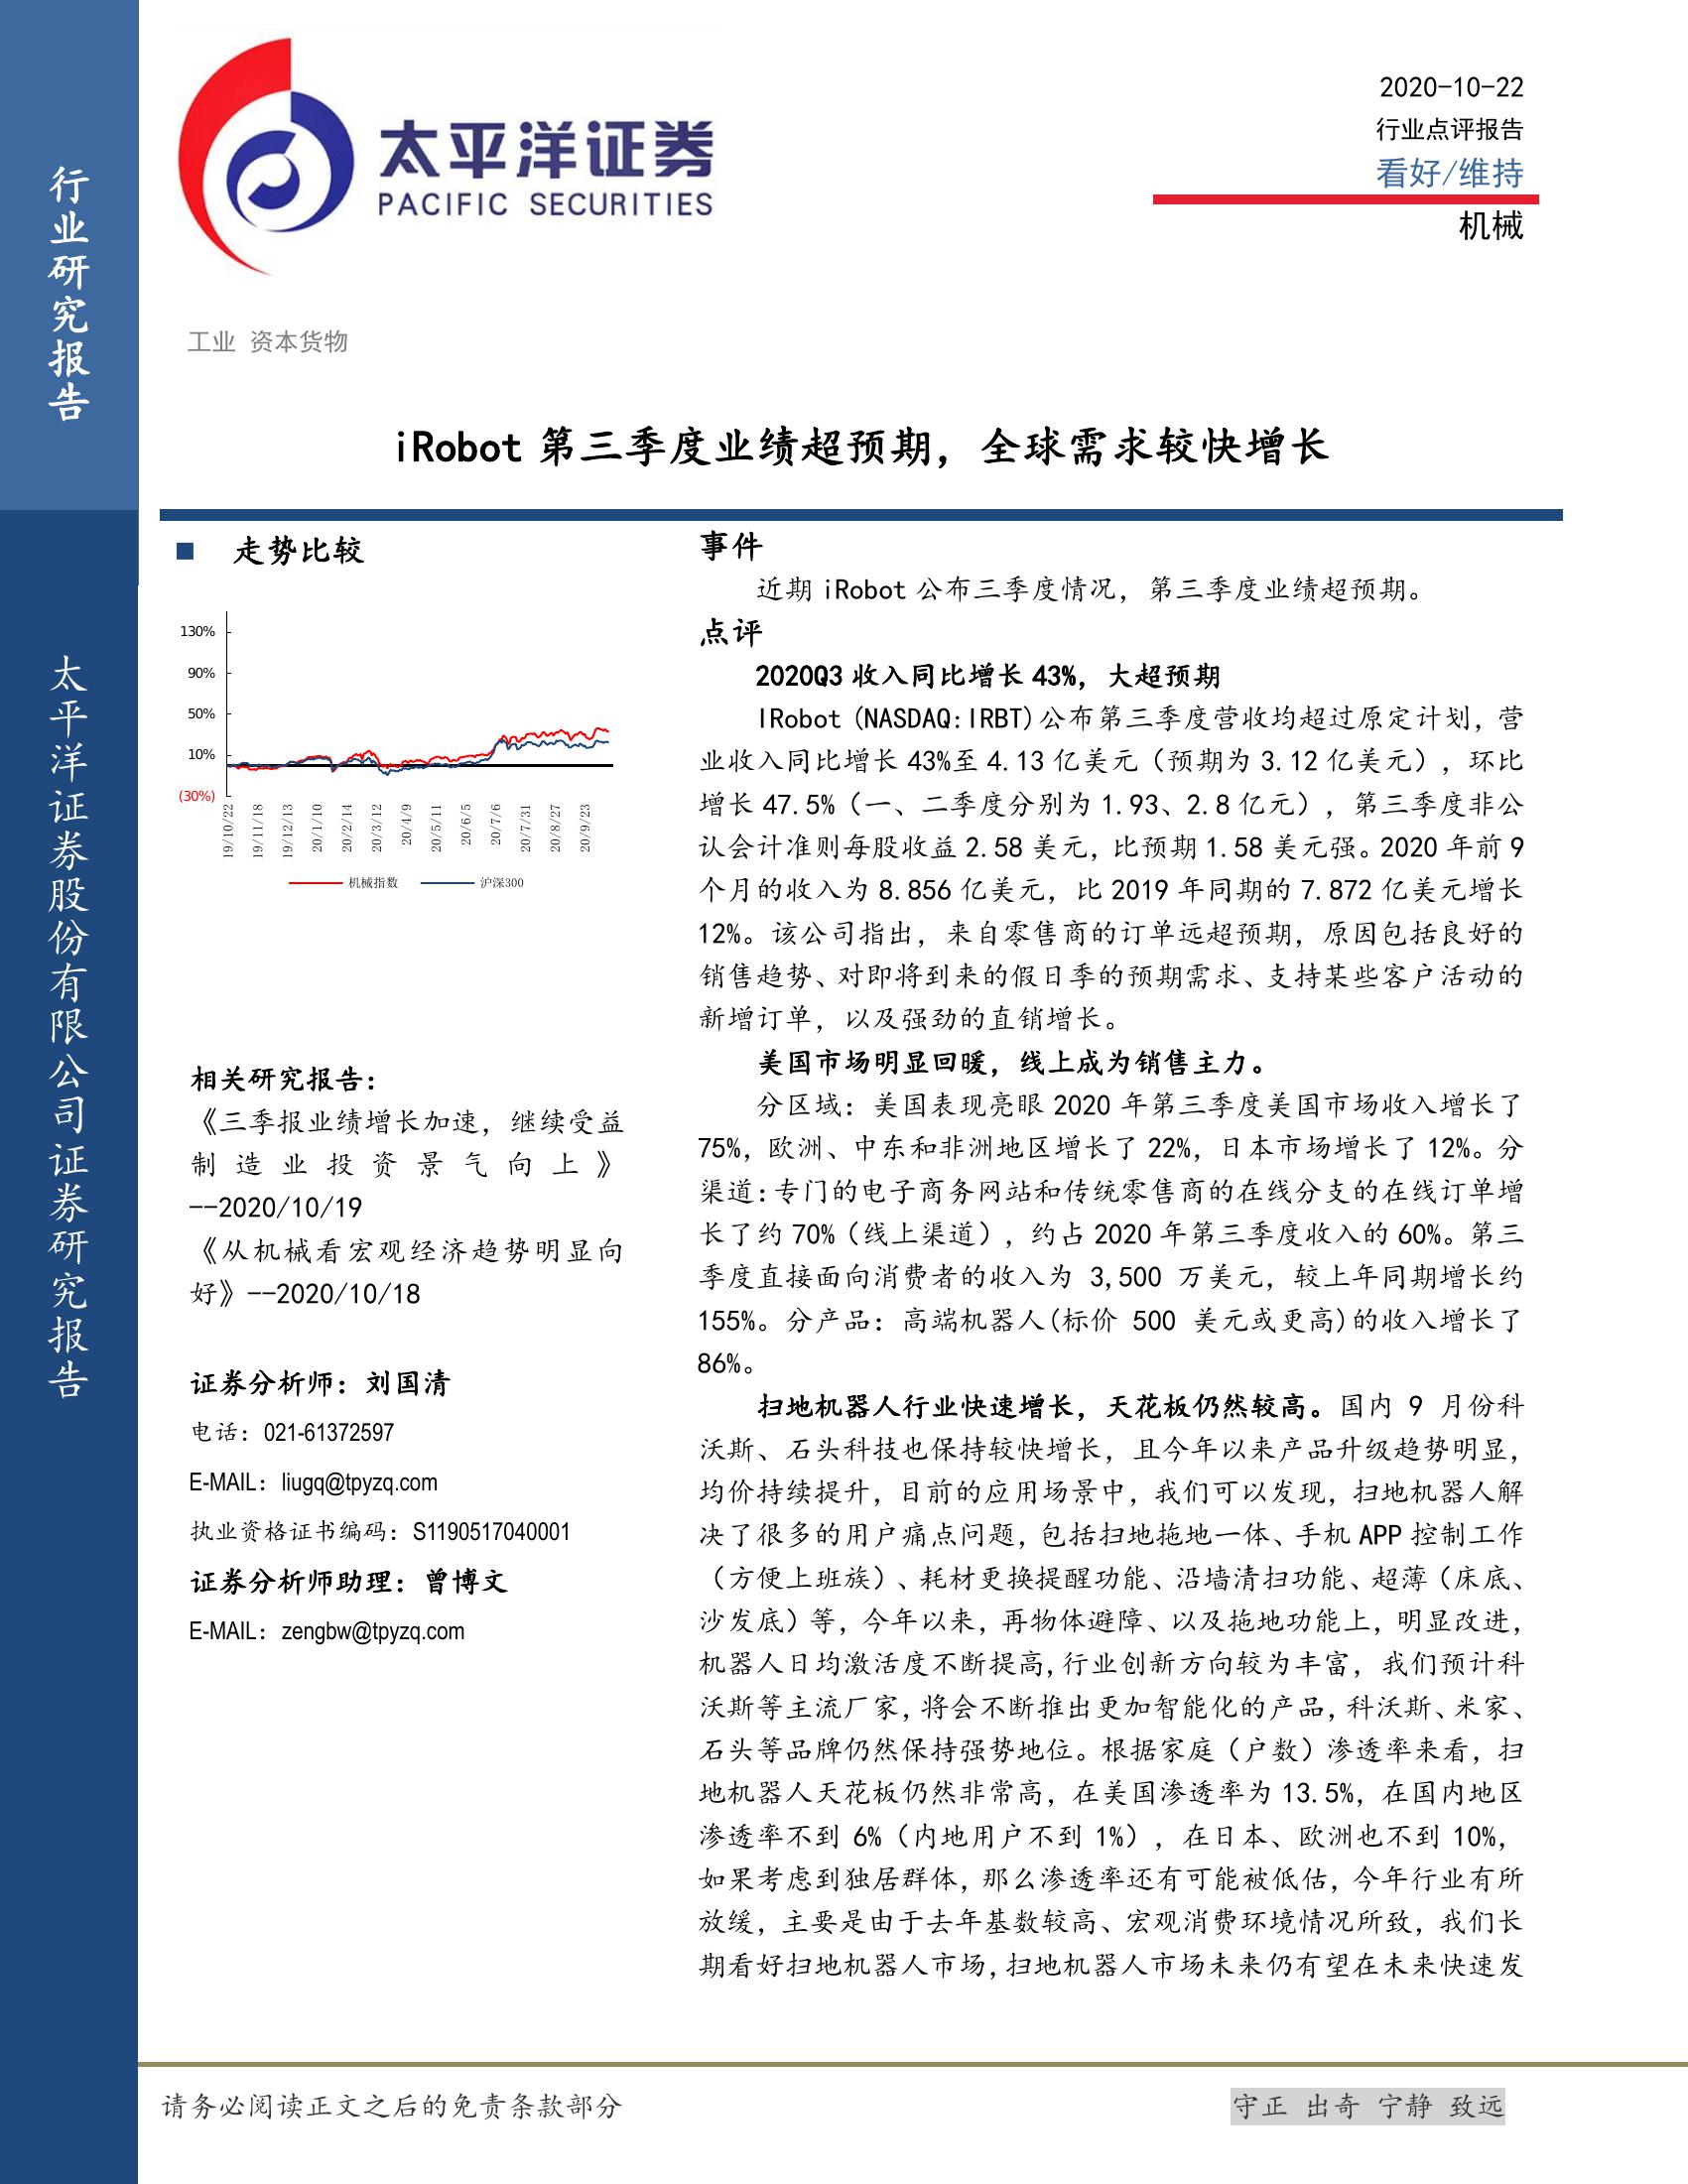 行业研究报告
太平洋证券股份有限公司证券研究报告
太平洋证券
PACIFIC SECURITIES
2020-10-22
行业点评报告
看好/维持
机械
工业 资本货物
iRobot 第三季度业绩超预期，全球需求较快增长
■ 走势比较
130%
90%
50%
10%
(30%)
19/10/22
19/11/18
19/12/13
20/1/10
20/2/14
20/3/12
20/4/9
20/5/11
20/6/5
20/7/6
20/7/31
20/8/27
20/9/23
机械指数 沪深300
相关研究报告：
《三季报业绩增长加速，继续受益
制造业投资景气向上》
--2020/10/19
《从机械看宏观经济趋势明显向
好》--2020/10/18
证券分析师：刘国清
电话：021-61372597
E-MAIL：liugq@tpyzq.com
执业资格证书编码：S1190517040001
证券分析师助理：曾博文
E-MAIL：zengbw@tpyzq.com
事件
近期 iRobot 公布三季度情况，第三季度业绩超预期。
点评
2020Q3 收入同比增长 43%，大超预期
IRobot (NASDAQ:IRBT)公布第三季度营收均超过原定计划，营
业收入同比增长 43%至 4.13 亿美元（预期为 3.12 亿美元），环比
增长 47.5%（一、二季度分别为 1.93、2.8 亿元），第三季度非公
认会计准则每股收益 2.58 美元，比预期 1.58 美元强。2020 年前 9
个月的收入为 8.856 亿美元，比 2019 年同期的 7.872 亿美元增长
12%。该公司指出，来自零售商的订单远超预期，原因包括良好的
销售趋势、对即将到来的假日季的预期需求、支持某些客户活动的
新增订单，以及强劲的直销增长。
美国市场明显回暖，线上成为销售主力。
分区域：美国表现亮眼 2020 年第三季度美国市场收入增长了
75%，欧洲、中东和非洲地区增长了 22%，日本市场增长了 12%。分
渠道:专门的电子商务网站和传统零售商的在线分支的在线订单增
长了约 70%（线上渠道），约占 2020 年第三季度收入的 60%。第三
季度直接面向消费者的收入为 3,500 万美元，较上年同期增长约
155%。分产品：高端机器人(标价 500 美元或更高)的收入增长了
86%。
扫地机器人行业快速增长，天花板仍然较高。国内 9 月份科
沃斯、石头科技也保持较快增长，且今年以来产品升级趋势明显，
均价持续提升，目前的应用场景中，我们可以发现，扫地机器人解
决了很多的用户痛点问题，包括扫地拖地一体、手机 APP 控制工作
（方便上班族）、耗材更换提醒功能、沿墙清扫功能、超薄（床底、
沙发底）等，今年以来，再物体避障、以及拖地功能上，明显改进，
机器人日均激活度不断提高,行业创新方向较为丰富，我们预计科
沃斯等主流厂家,将会不断推出更加智能化的产品,科沃斯、米家、
石头等品牌仍然保持强势地位。根据家庭（户数）渗透率来看，扫
地机器人天花板仍然非常高，在美国渗透率为 13.5%，在国内地区
渗透率不到 6%（内地用户不到 1%），在日本、欧洲也不到 10%，
如果考虑到独居群体，那么渗透率还有可能被低估，今年行业有所
放缓，主要是由于去年基数较高、宏观消费环境情况所致，我们长
期看好扫地机器人市场,扫地机器人市场未来仍有望在未来快速发
请务必阅读正文之后的免责条款部分
守正 出奇 宁静 致远